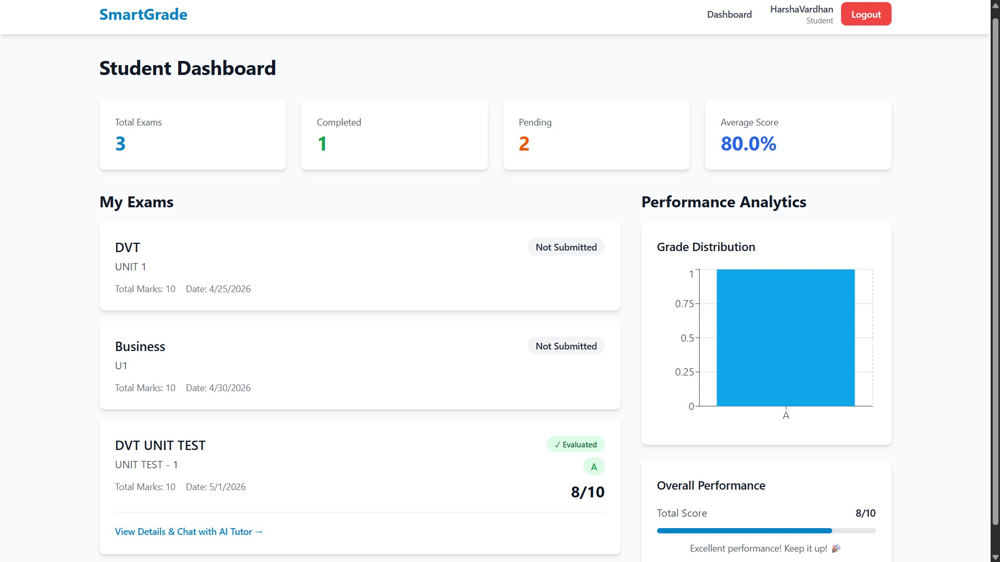 SmartGrade
Dashboard
HarshaVardhan
Student
Logout
Student Dashboard
Total Exams
3
Completed
1
Pending
2
Average Score
80.0%
My Exams
DVT
Not Submitted
UNIT 1
Total Marks: 10 Date: 4/25/2026
Business
Not Submitted
U1
Total Marks: 10 Date: 4/30/2026
DVT UNIT TEST
✓ Evaluated
UNIT TEST - 1
A
Total Marks: 10 Date: 5/1/2026
8/10
View Details & Chat with AI Tutor →
Performance Analytics
Grade Distribution
1
0.75
0.5
0.25
0
A
Overall Performance
Total Score 8/10
Excellent performance! Keep it up! 🎉